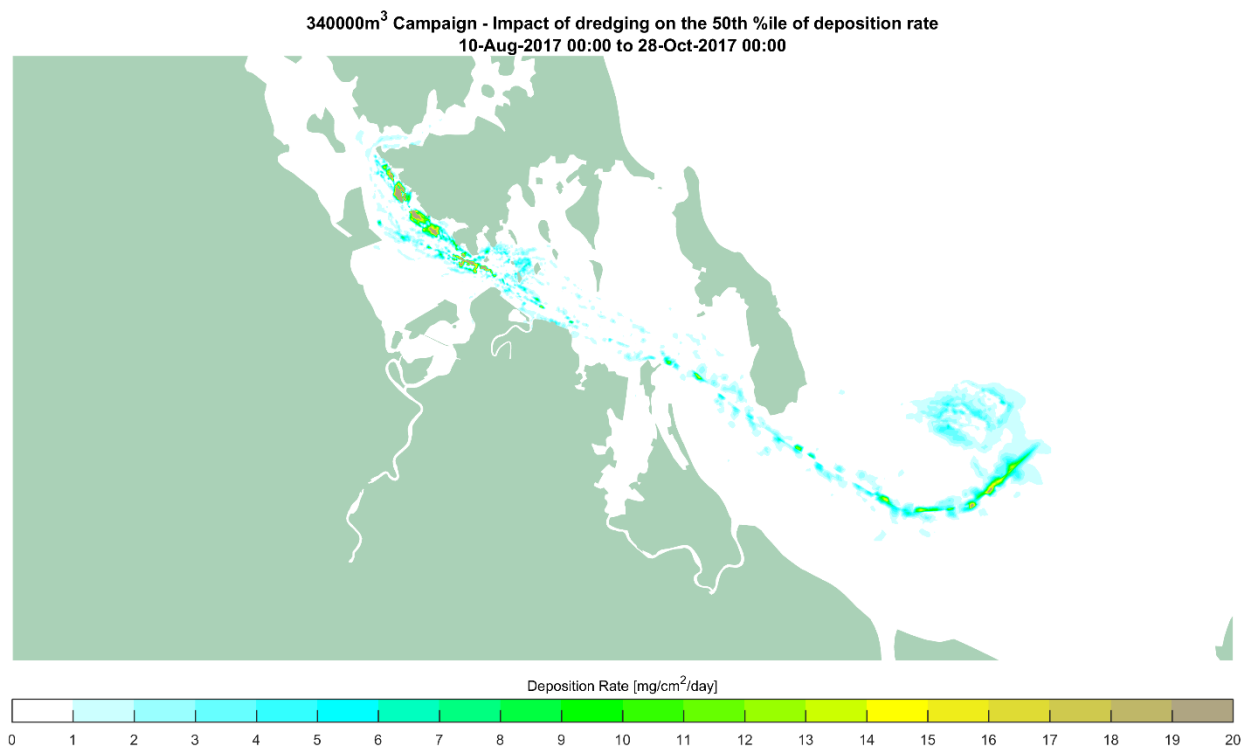 340000m³ Campaign - Impact of dredging on the 50th %ile of deposition rate
10-Aug-2017 00:00 to 28-Oct-2017 00:00
Deposition Rate [mg/cm²/day]
0 1 2 3 4 5 6 7 8 9 10 11 12 13 14 15 16 17 18 19 20